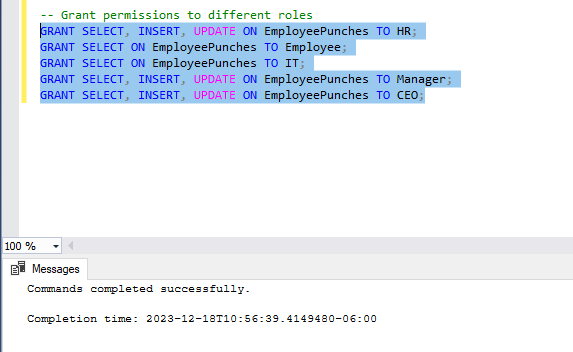 -- Grant permissions to different roles
GRANT SELECT, INSERT, UPDATE ON EmployeePunches TO HR;
GRANT SELECT ON EmployeePunches TO Employee;
GRANT SELECT ON EmployeePunches TO IT;
GRANT SELECT, INSERT, UPDATE ON EmployeePunches TO Manager;
GRANT SELECT, INSERT, UPDATE ON EmployeePunches TO CEO;
100 %
Messages
Commands completed successfully.
Completion time: 2023-12-18T10:56:39.4149480-06:00